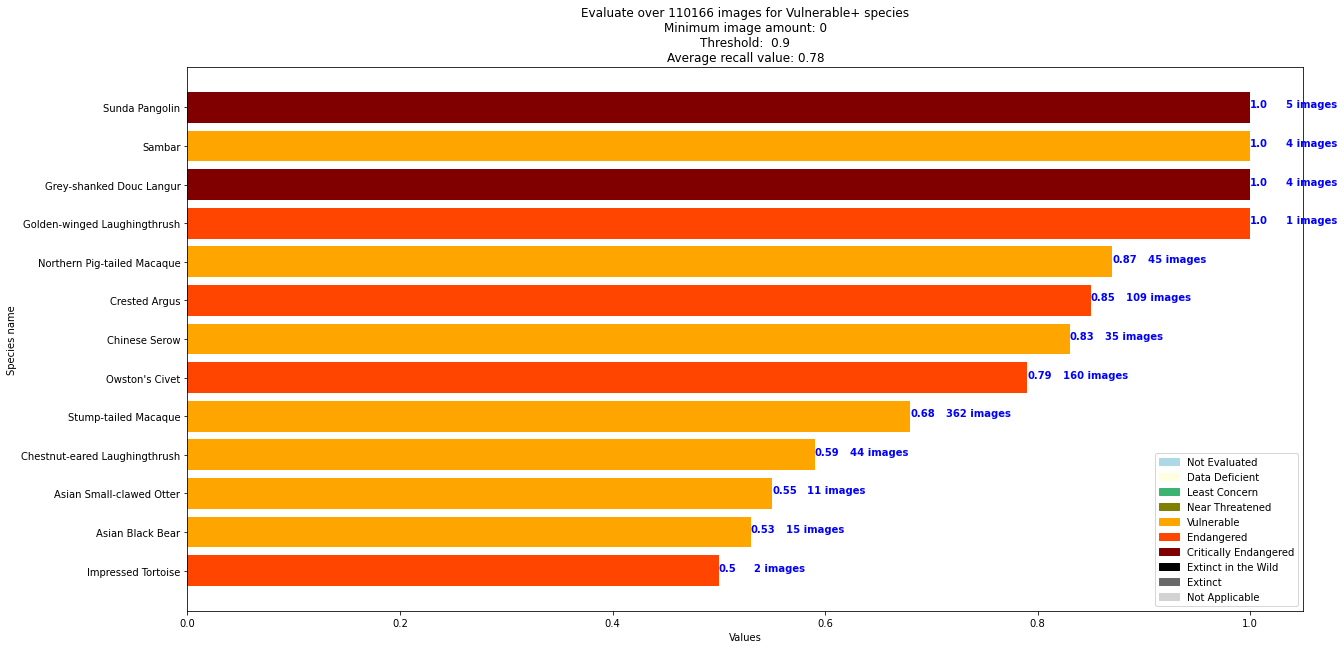 Evaluate over 110166 images for Vulnerable+ species
Minimum image amount: 0
Threshold:  0.9
Average recall value: 0.78
Species name
Sunda Pangolin 1.0 5 images
Sambar 1.0 4 images
Grey-shanked Douc Langur 1.0 4 images
Golden-winged Laughingthrush 1.0 1 images
Northern Pig-tailed Macaque 0.87 45 images
Crested Argus 0.85 109 images
Chinese Serow 0.83 35 images
Owston's Civet 0.79 160 images
Stump-tailed Macaque 0.68 362 images
Chestnut-eared Laughingthrush 0.59 44 images
Asian Small-clawed Otter 0.55 11 images
Asian Black Bear 0.53 15 images
Impressed Tortoise 0.5 2 images
Not Evaluated
Data Deficient
Least Concern
Near Threatened
Vulnerable
Endangered
Critically Endangered
Extinct in the Wild
Extinct
Not Applicable
0.0 0.2 0.4 0.6 0.8 1.0
Values